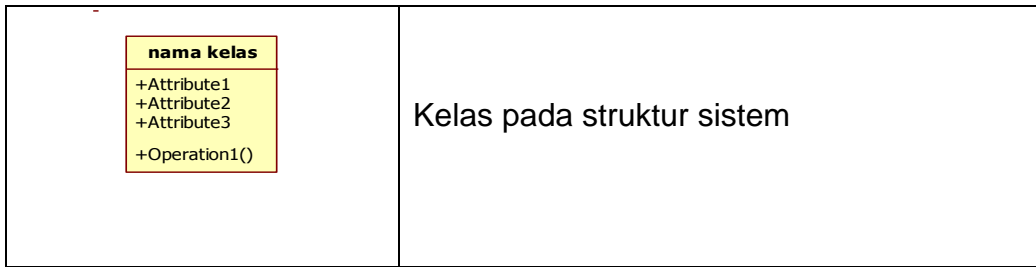 nama kelas
+Attribute1
+Attribute2
+Attribute3
+Operation1()
Kelas pada struktur sistem